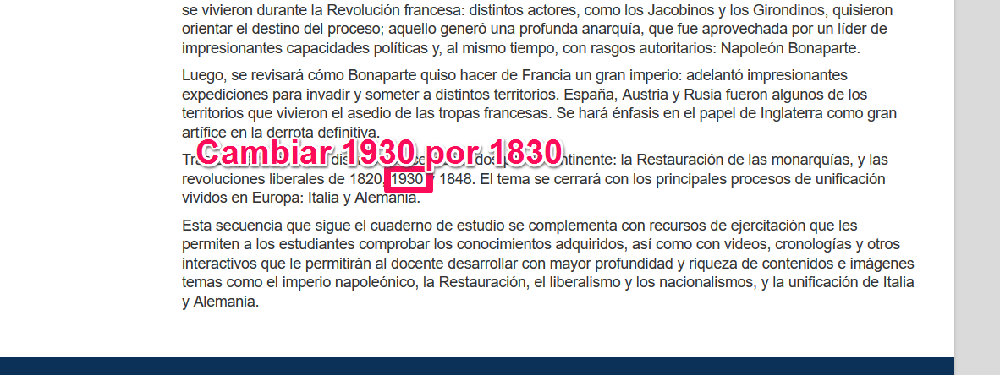 se vivieron durante la Revolución francesa: distintos actores, como los Jacobinos y los Girondinos, quisieron
orientar el destino del proceso; aquello generó una profunda anarquía, que fue aprovechada por un líder de
impresionantes capacidades políticas y, al mismo tiempo, con rasgos autoritarios: Napoleón Bonaparte.
Luego, se revisará cómo Bonaparte quiso hacer de Francia un gran imperio: adelantó impresionantes
expediciones para invadir y someter a distintos territorios. España, Austria y Rusia fueron algunos de los
territorios que vivieron el asedio de las tropas francesas. Se hará énfasis en el papel de Inglaterra como gran
artífice en la derrota definitiva.
Cambiar 1930 por 1830
la Restauración de las monarquías, y las
revoluciones liberales de 1820, 1930 y 1848. El tema se cerrará con los principales procesos de unificación
vividos en Europa: Italia y Alemania.
Esta secuencia que sigue el cuaderno de estudio se complementa con recursos de ejercitación que les
permiten a los estudiantes comprobar los conocimientos adquiridos, así como con videos, cronologías y otros
interactivos que le permitirán al docente desarrollar con mayor profundidad y riqueza de contenidos e imágenes
temas como el imperio napoleónico, la Restauración, el liberalismo y los nacionalismos, y la unificación de Italia
y Alemania.